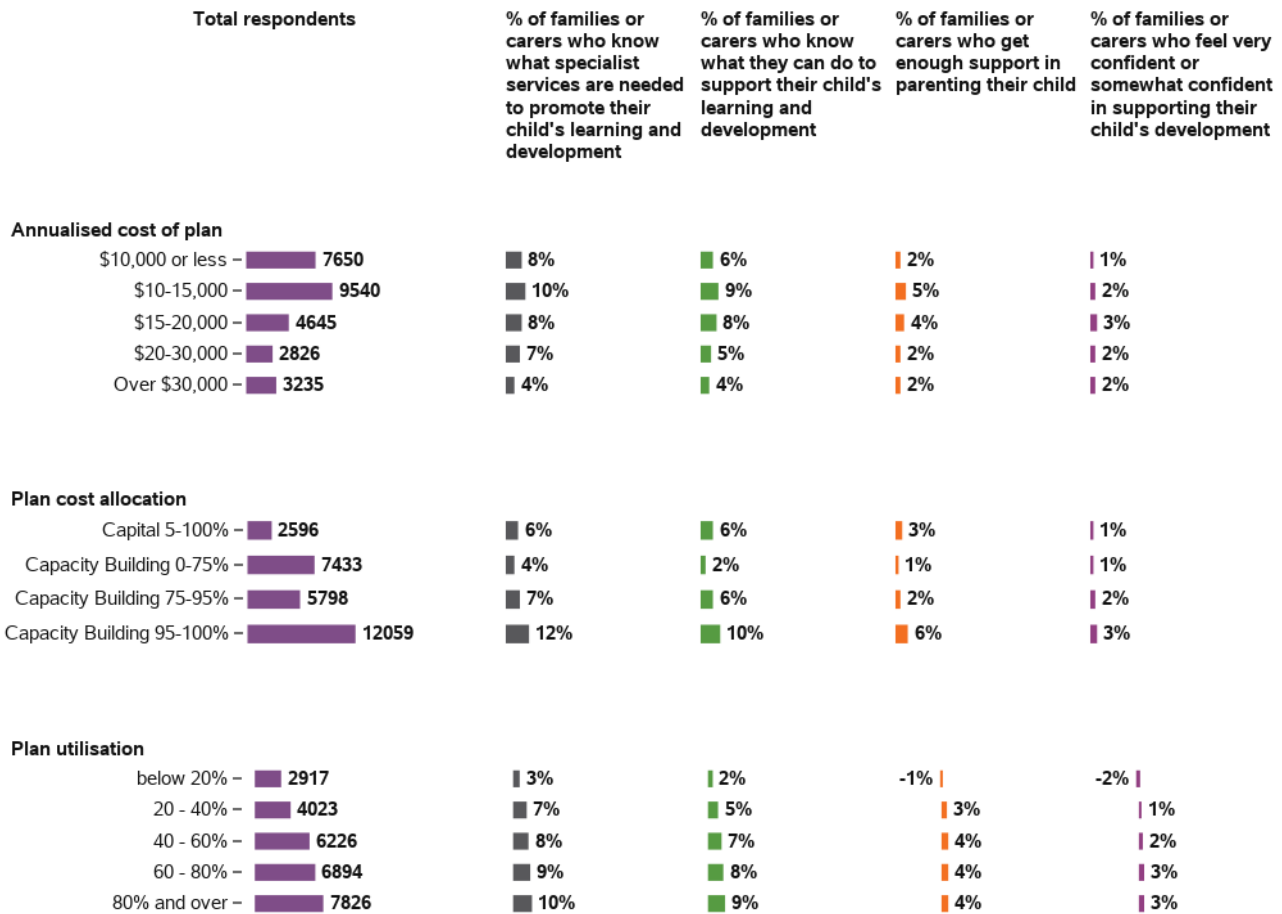 Total respondents
% of families or
carers who know
what specialist
services are needed
to promote their
child's learning and
development
% of families or
carers who know
what they can do to
support their child's
learning and
development
% of families or
carers who get
enough support in
parenting their child
% of families or
carers who feel very
confident or
somewhat confident
in supporting their
child's development
Annualised cost of plan
$10,000 or less 7650 8% 6% 2% 1%
$10-15,000 9540 10% 9% 5% 2%
$15-20,000 4645 8% 8% 4% 3%
$20-30,000 2826 7% 5% 2% 2%
Over $30,000 3235 4% 4% 2% 2%
Plan cost allocation
Capital 5-100% 2596 6% 6% 3% 1%
Capacity Building 0-75% 7433 4% 2% 1% 1%
Capacity Building 75-95% 5798 7% 6% 2% 2%
Capacity Building 95-100% 12059 12% 10% 6% 3%
Plan utilisation
below 20% 2917 3% 2% -1% -2%
20 - 40% 4023 7% 5% 3% 1%
40 - 60% 6226 8% 7% 4% 2%
60 - 80% 6894 9% 8% 4% 3%
80% and over 7826 10% 9% 4% 3%